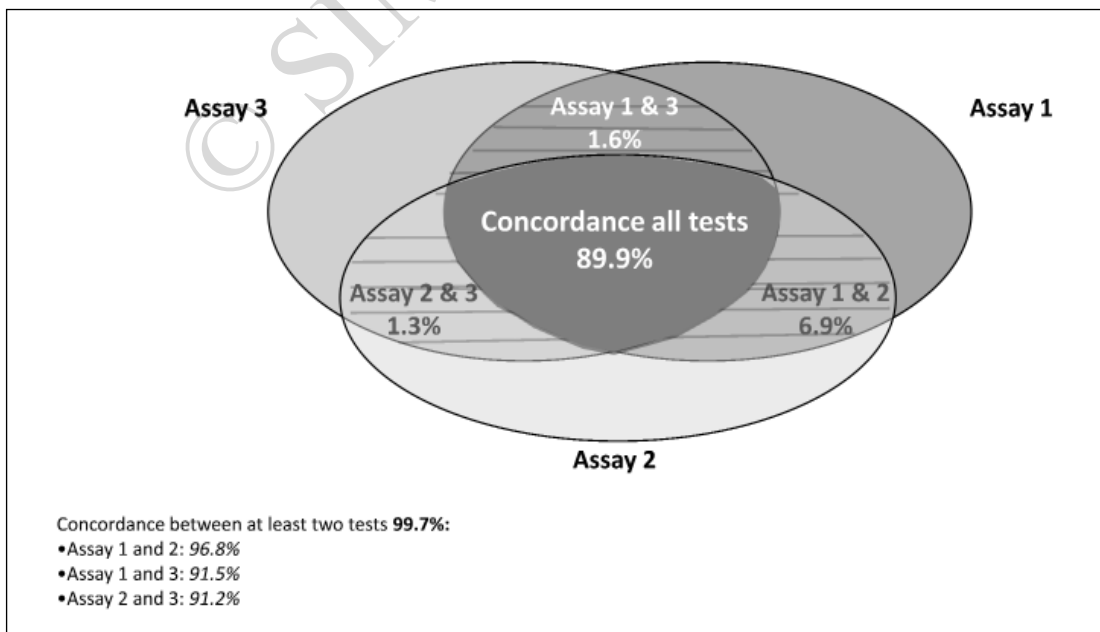 © SIM
Assay 3
Assay 1 & 3
1.6%
Assay 1
Concordance all tests
89.9%
Assay 2 & 3
1.3%
Assay 1 & 2
6.9%
Assay 2
Concordance between at least two tests 99.7%:
•Assay 1 and 2: 96.8%
•Assay 1 and 3: 91.5%
•Assay 2 and 3: 91.2%